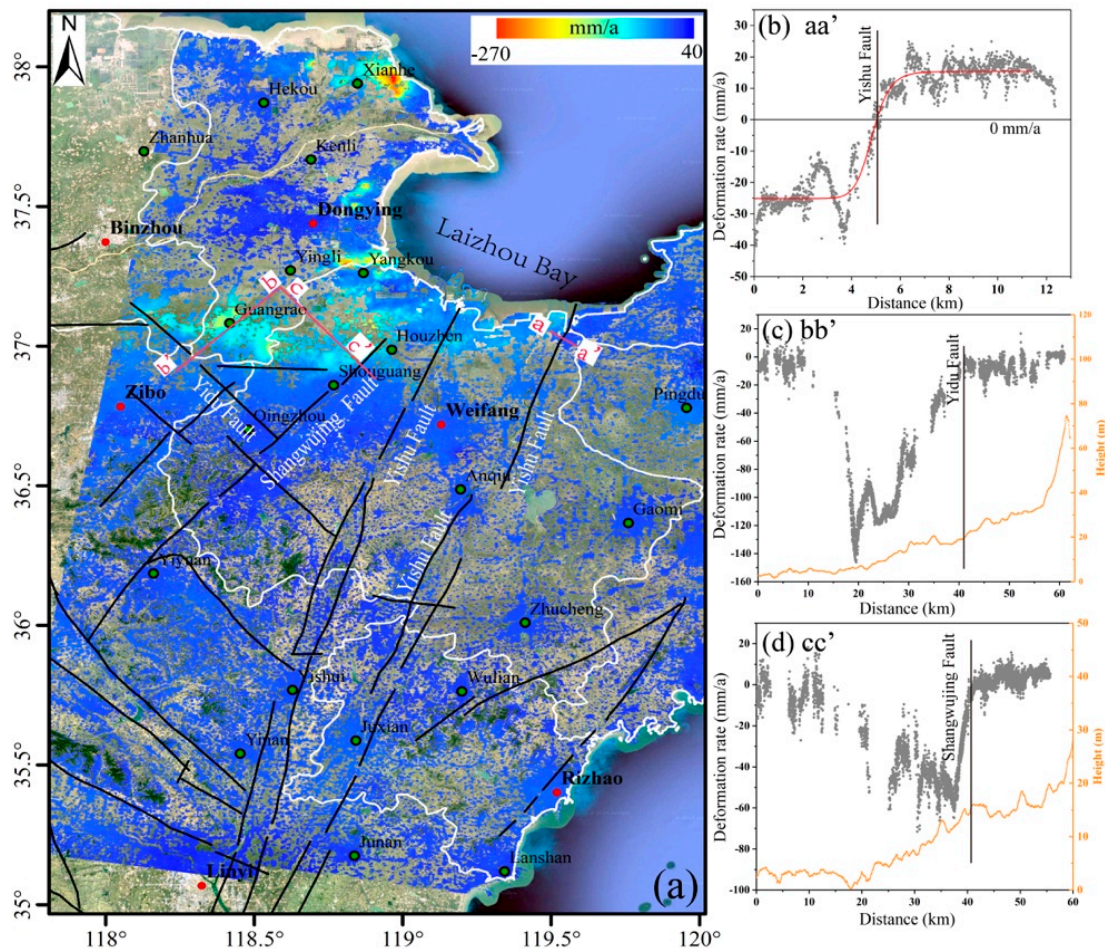 N
mm/a
-270
40
38°
37.5°
37°
36.5°
36°
35.5°
35°
118°
118.5°
119°
119.5°
120°
Xianhe
Hekou
Zhanhua
Kenli
Dongying
Binzhou
Laizhou Bay
Yingli
Yangkou
b
c
Guangrao
Houzhen
a
a'
b'
c'
Shouguang
Zibo
Yidu Fault
Qingzhou
Shangwujing Fault
Yishu Fault
Weifang
Pingdu
Yishu Fault
Anqiu
Gaomi
Yishu Fault
Yiyuan
Zhucheng
Yishui
Wulian
Juxian
Yinan
Rizhao
Junan
Lanshan
Linyi
(a)
(b) aa’
Yishu Fault
0 mm/a
Deformation rate (mm/a)
30
20
10
0
-10
-20
-30
-40
-50
0
2
4
6
8
10
12
Distance (km)
(c) bb’
Yidu Fault
Deformation rate (mm/a)
20
0
-20
-40
-60
-80
-100
-120
-140
-160
0
10
20
30
40
50
60
Distance (km)
120
100
80
60
40
20
0
Height (m)
(d) cc’
Shangwujing Fault
Deformation rate (mm/a)
20
0
-20
-40
-60
-80
-100
0
10
20
30
40
50
60
Distance (km)
50
40
30
20
10
0
Height (m)